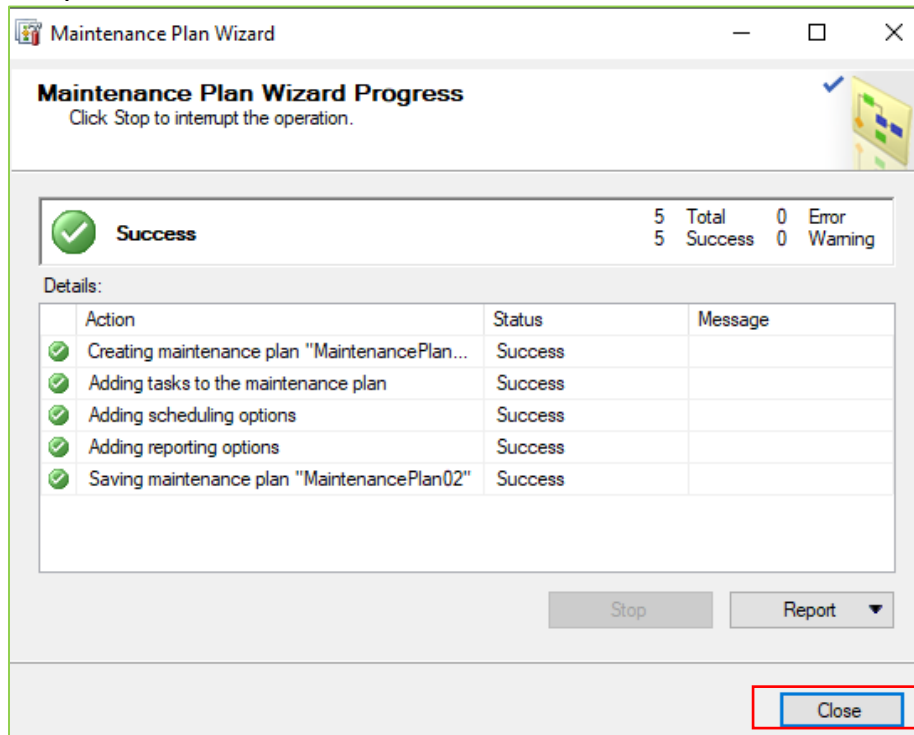 Maintenance Plan Wizard
Maintenance Plan Wizard Progress
Click Stop to interrupt the operation.
Success
5 Total 0 Error
5 Success 0 Warning
Details:
Action Status Message
Creating maintenance plan "MaintenancePlan... Success
Adding tasks to the maintenance plan Success
Adding scheduling options Success
Adding reporting options Success
Saving maintenance plan "MaintenancePlan02" Success
Stop Report
Close